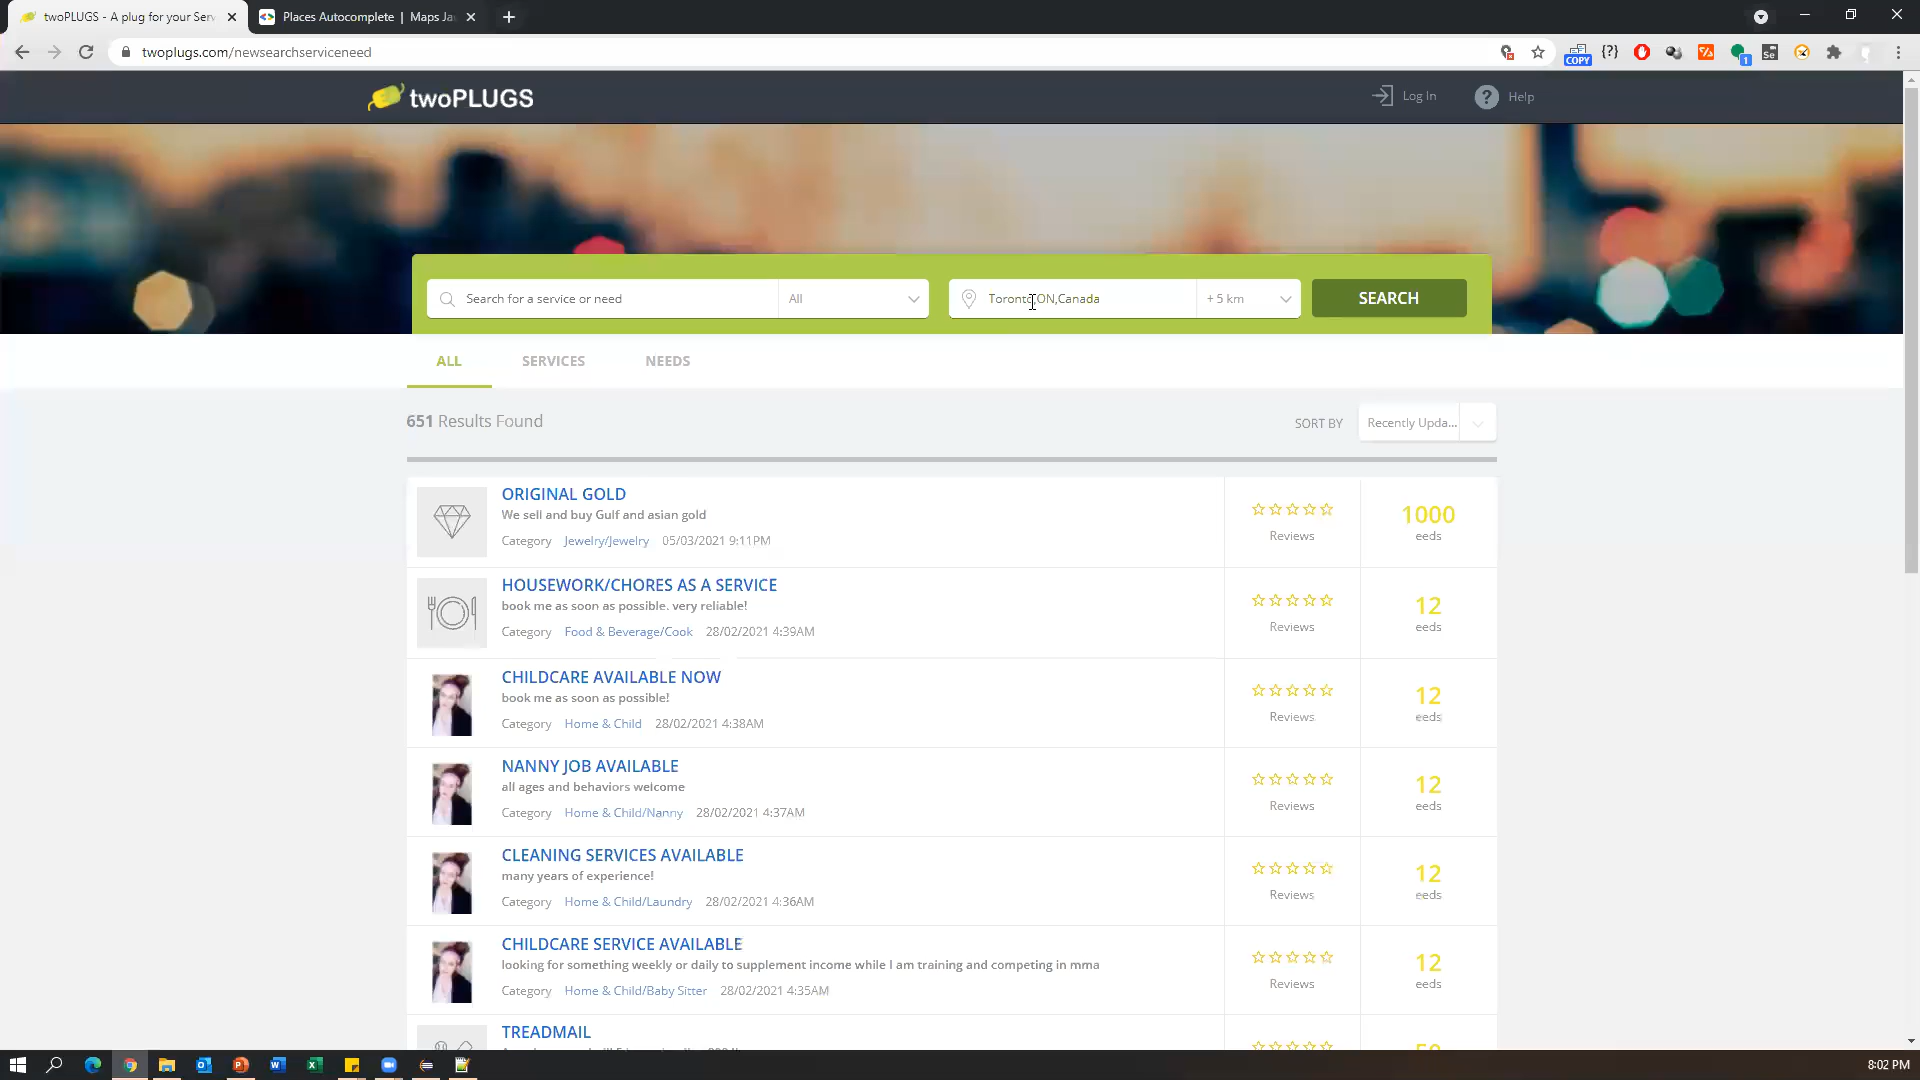 twoPLUGS - A plug for your Serv
Places Autocomplete | Maps Ja
twoplugs.com/newsearchserviceneed
COPY
1
twoPLUGS
Log In
? Help
Search for a service or need
All
Toronto,ON,Canada
+ 5 km
SEARCH
ALL
SERVICES
NEEDS
651 Results Found
SORT BY
Recently Upda...
ORIGINAL GOLD
We sell and buy Gulf and asian gold
Category Jewelry/Jewelry 05/03/2021 9:11PM
Reviews
1000
eeds
HOUSEWORK/CHORES AS A SERVICE
book me as soon as possible. very reliable!
Category Food & Beverage/Cook 28/02/2021 4:39AM
Reviews
12
eeds
CHILDCARE AVAILABLE NOW
book me as soon as possible!
Category Home & Child 28/02/2021 4:38AM
Reviews
12
eeds
NANNY JOB AVAILABLE
all ages and behaviors welcome
Category Home & Child/Nanny 28/02/2021 4:37AM
Reviews
12
eeds
CLEANING SERVICES AVAILABLE
many years of experience!
Category Home & Child/Laundry 28/02/2021 4:36AM
Reviews
12
eeds
CHILDCARE SERVICE AVAILABLE
looking for something weekly or daily to supplement income while I am training and competing in mma
Category Home & Child/Baby Sitter 28/02/2021 4:35AM
Reviews
12
eeds
TREADMAIL
8:02 PM